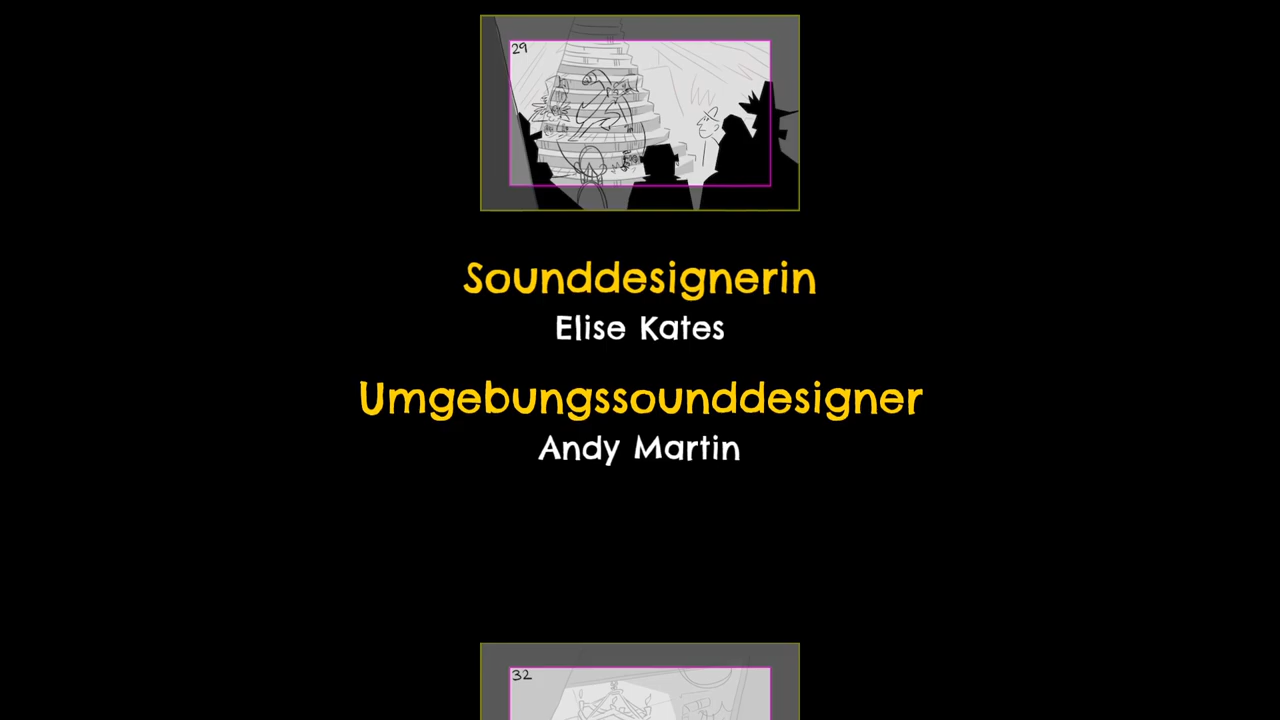 29
Sounddesignerin
Elise Kates
Umgebungssounddesigner
Andy Martin
32